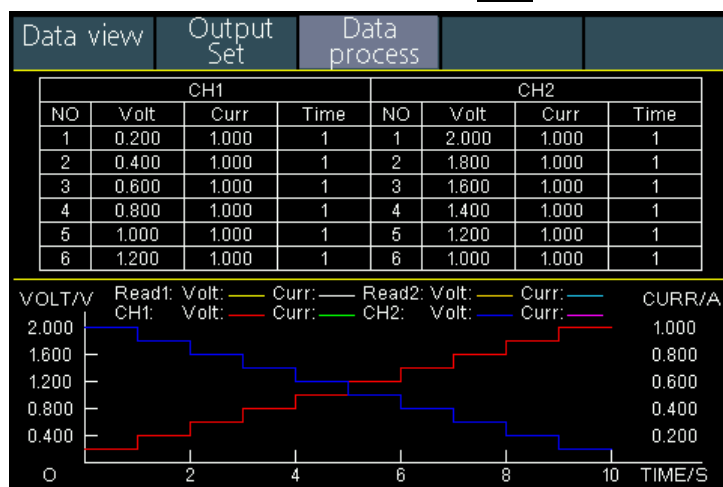 Data view Output Set Data process
CH1 CH2
NO Volt Curr Time NO Volt Curr Time
1 0.200 1.000 1 1 2.000 1.000 1
2 0.400 1.000 1 2 1.800 1.000 1
3 0.600 1.000 1 3 1.600 1.000 1
4 0.800 1.000 1 4 1.400 1.000 1
5 1.000 1.000 1 5 1.200 1.000 1
6 1.200 1.000 1 6 1.000 1.000 1
VOLT/V Read1: Volt: Curr: Read2: Volt: Curr: CURR/A
CH1: Volt: Curr: CH2: Volt: Curr:
2.000 1.000
1.600 0.800
1.200 0.600
0.800 0.400
0.400 0.200
O 2 4 6 8 10 TIME/S